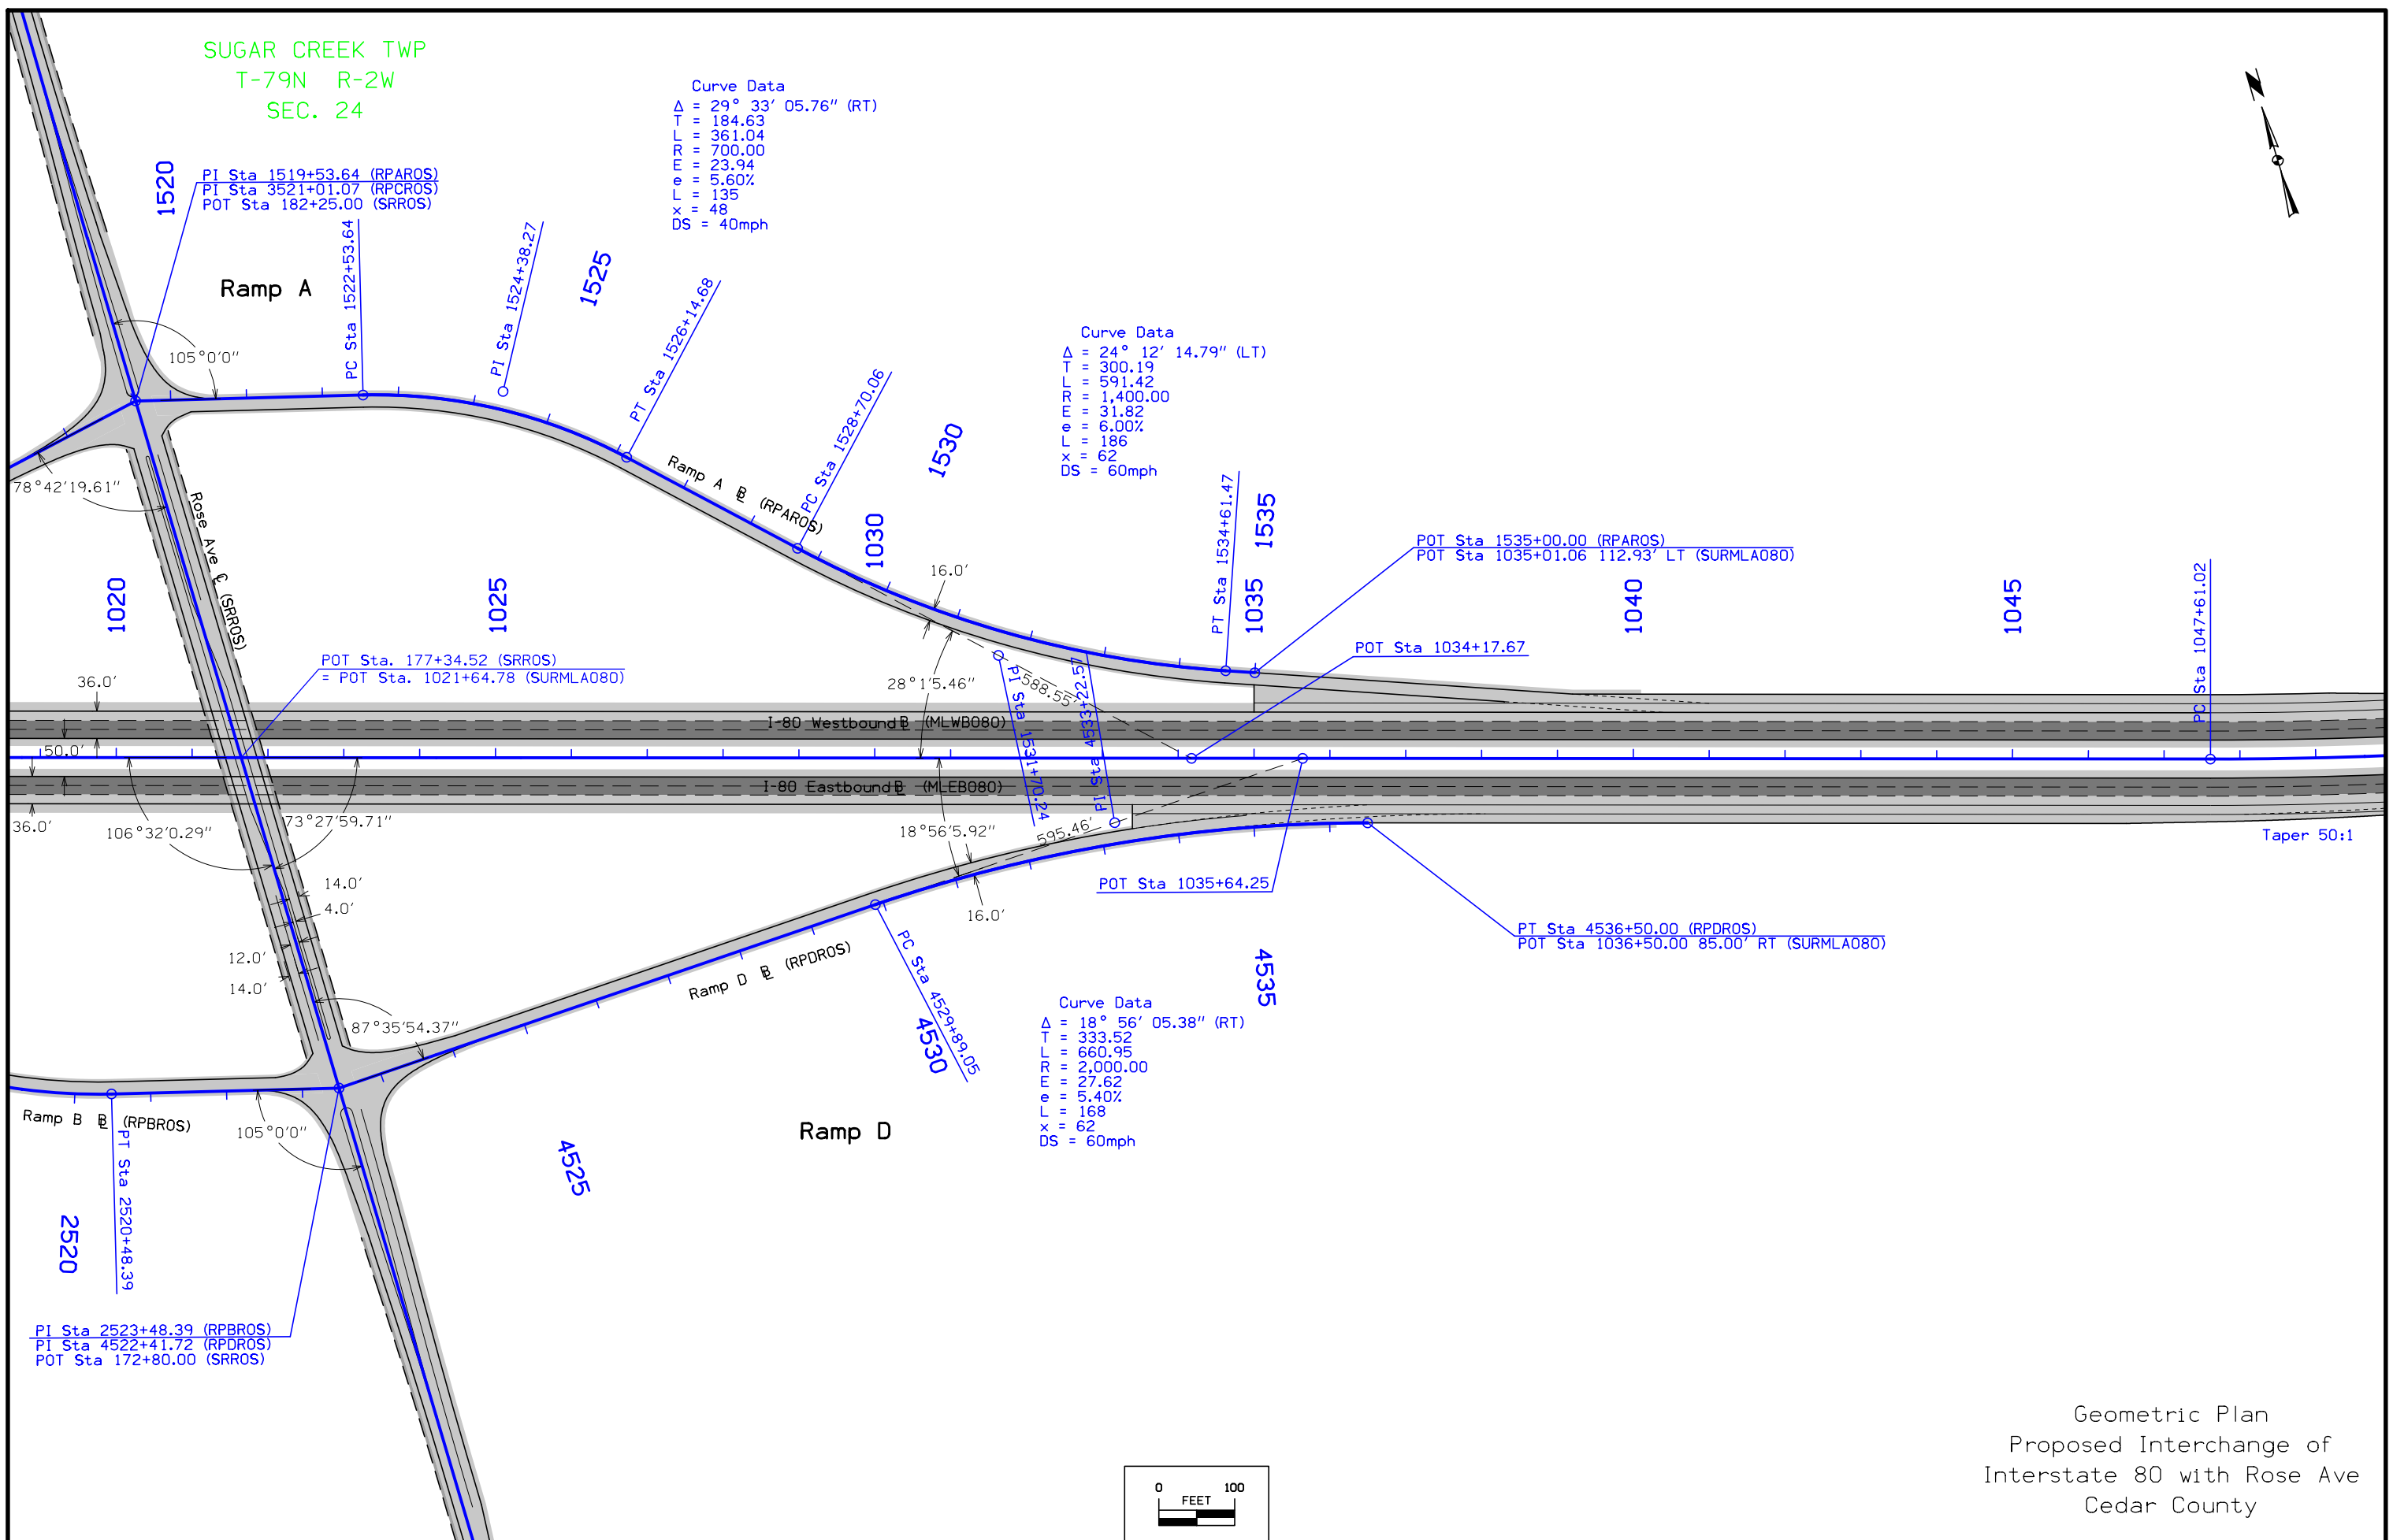 SUGAR CREEK TWP
T-79N R-2W
SEC. 24
Curve Data
Δ = 29° 33' 05.76" (RT)
T = 184.63
L = 361.04
R = 700.00
E = 23.94
e = 5.60%
L = 135
x = 48
DS = 40mph
1520
PI Sta 1519+53.64 (RPAROS)
PI Sta 3521+01.07 (RPCROS)
POT Sta 182+25.00 (SRROS)
Ramp A
PC Sta 1522+53.64
PI Sta 1524+38.27
1525
PT Sta 1526+14.68
105°0'0"
Curve Data
Δ = 24° 12' 14.79" (LT)
T = 300.19
L = 591.42
R = 1,400.00
E = 31.82
e = 6.00%
L = 186
x = 62
DS = 60mph
PC Sta 1528+70.06
1530
78°42'19.61"
Rose Ave ℄ (SRROS)
Ramp A ⅊ (RPAROS)
1020
1025
1030
16.0'
PT Sta 1534+61.47
1535
1035
POT Sta 1535+00.00 (RPAROS)
POT Sta 1035+01.06 112.93' LT (SURMLA080)
1040
1045
PC Sta 1047+61.02
POT Sta 1034+17.67
POT Sta. 177+34.52 (SRROS)
= POT Sta. 1021+64.78 (SURMLA080)
36.0'
28°1'5.46"
588.55'
PI Sta 1531+70.24
PI Sta 4533+22.57
I-80 Westbound ⅊ (MLWB080)
50.0'
I-80 Eastbound ⅊ (MLEB080)
36.0'
106°32'0.29"
73°27'59.71"
18°56'5.92"
595.46'
Taper 50:1
14.0'
4.0'
12.0'
14.0'
16.0'
POT Sta 1035+64.25
PT Sta 4536+50.00 (RPDROS)
POT Sta 1036+50.00 85.00' RT (SURMLA080)
Ramp D ⅊ (RPDROS)
PC Sta 4529+89.05
4530
4535
87°35'54.37"
Curve Data
Δ = 18° 56' 05.38" (RT)
T = 333.52
L = 660.95
R = 2,000.00
E = 27.62
e = 5.40%
L = 168
x = 62
DS = 60mph
Ramp B ⅊ (RPBROS)
105°0'0"
Ramp D
PT Sta 2520+48.39
2520
4525
PI Sta 2523+48.39 (RPBROS)
PI Sta 4522+41.72 (RPDROS)
POT Sta 172+80.00 (SRROS)
0 100
FEET
Geometric Plan
Proposed Interchange of
Interstate 80 with Rose Ave
Cedar County